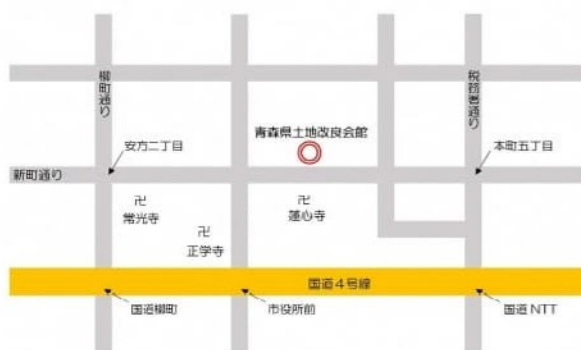 柳町通り
税務署通り
青森県土地改良会館
安方二丁目
本町五丁目
新町通り
卍
常光寺
卍
正学寺
卍
蓮心寺
国道4号線
国道柳町
市役所前
国道 NTT